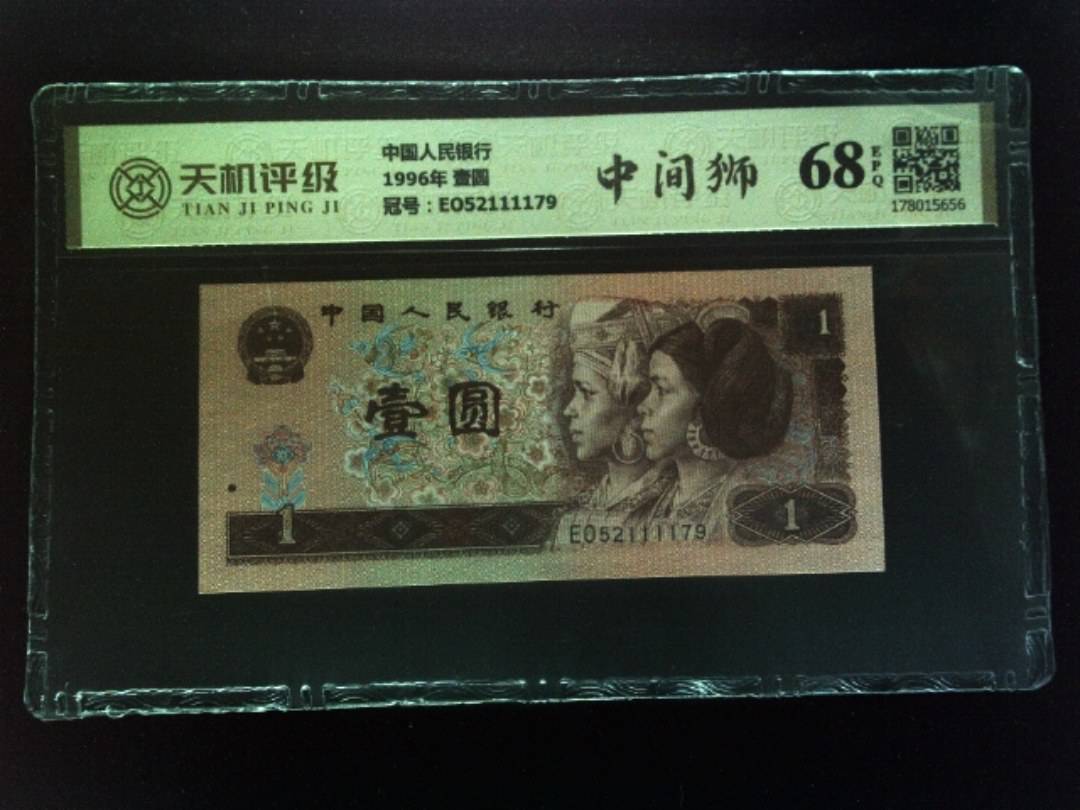 天机评级
TIAN JI PING JI
中国人民银行
1996年 壹圆
冠号：EO52111179
中间狮
68
EPQ
178015656
中国人民银行
壹圆
1
1
1
EO52111179